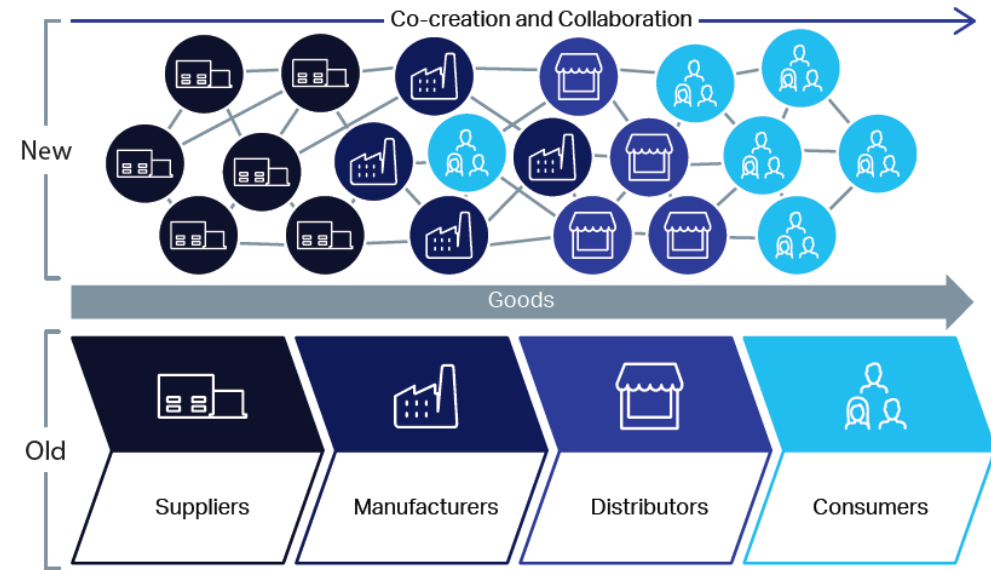 Co-creation and Collaboration
New
Goods
Old
Suppliers
Manufacturers
Distributors
Consumers